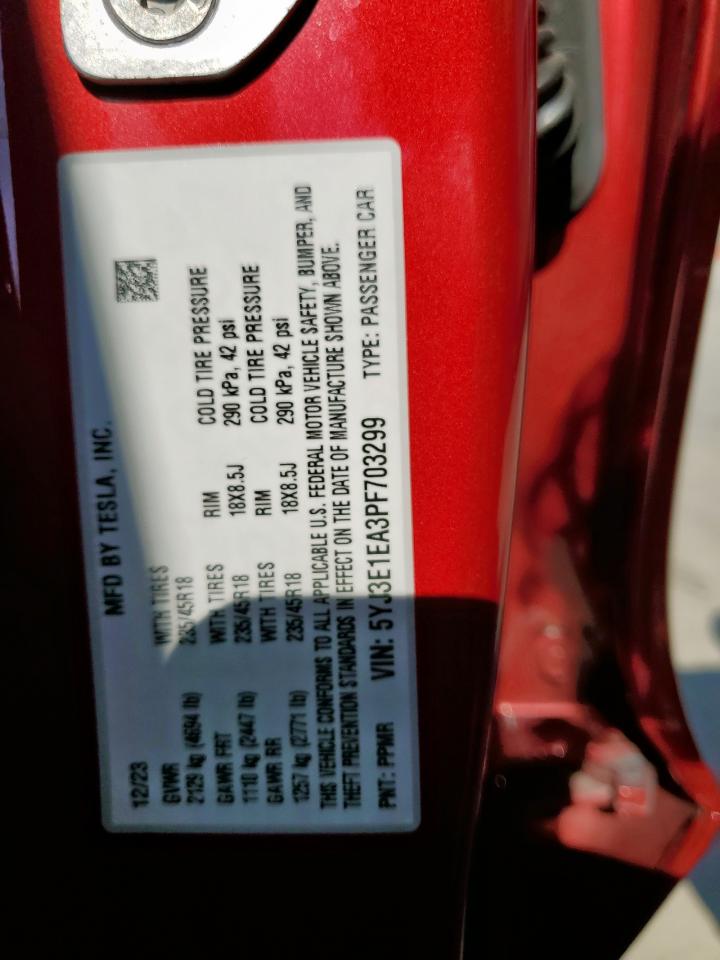 MFD BY TESLA, INC.
12/23
GVWR WITH TIRES RIM COLD TIRE PRESSURE
2129 kg (4694 lb) 235/45R18 18X8.5J 290 kPa, 42 psi
GAWR FRT WITH TIRES RIM COLD TIRE PRESSURE
1110 kg (2447 lb) 235/45R18 18X8.5J 290 kPa, 42 psi
GAWR RR WITH TIRES
1257 kg (2771 lb) 235/45R18
THIS VEHICLE CONFORMS TO ALL APPLICABLE U.S. FEDERAL MOTOR VEHICLE SAFETY, BUMPER, AND
THEFT PREVENTION STANDARDS IN EFFECT ON THE DATE OF MANUFACTURE SHOWN ABOVE.
PNT: PPMR VIN: 5YJ3E1EA3PF703299 TYPE: PASSENGER CAR